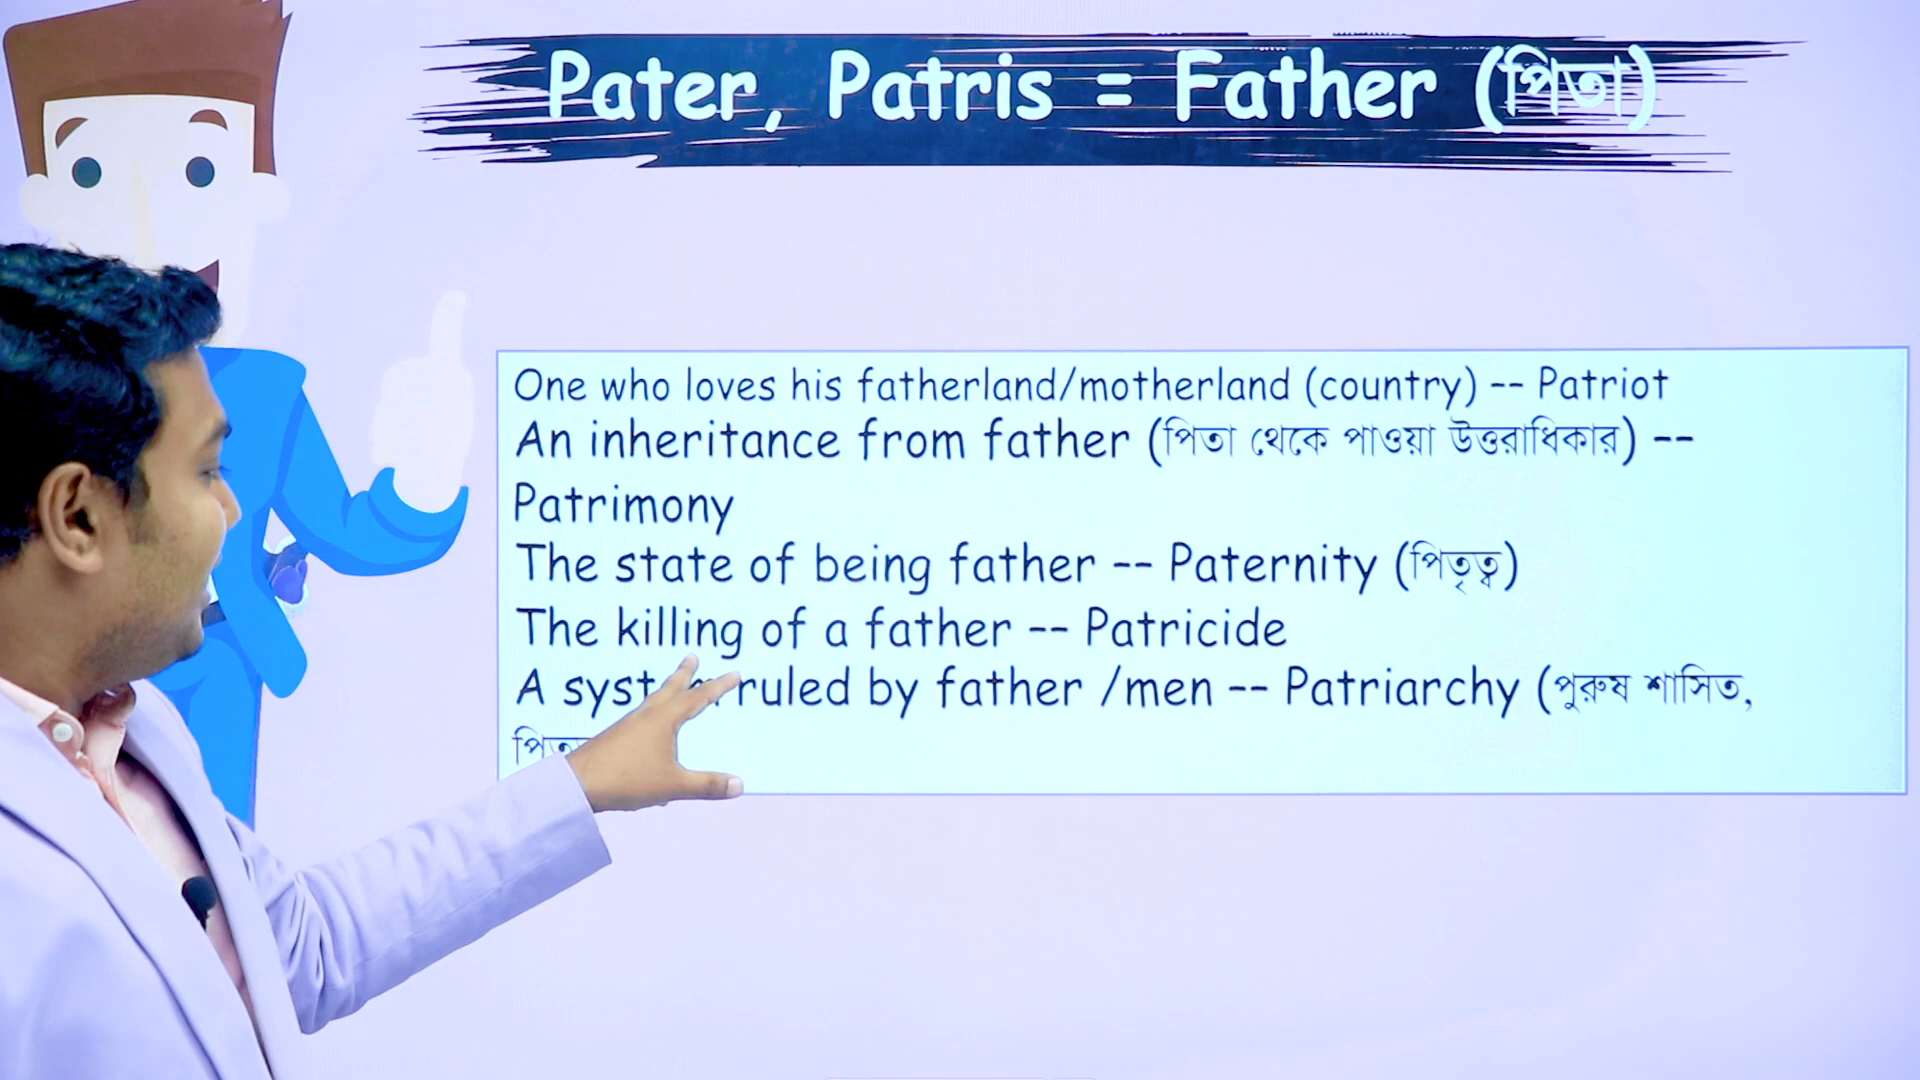 Pater, Patris = Father (পিতা)
One who loves his fatherland/motherland (country) -- Patriot
An inheritance from father (পিতা থেকে পাওয়া উত্তরাধিকার) --
Patrimony
The state of being father -- Paternity (পিতৃত্ব)
The killing of a father -- Patricide
A ruled by father /men -- Patriarchy (পুরুষ শাসিত,